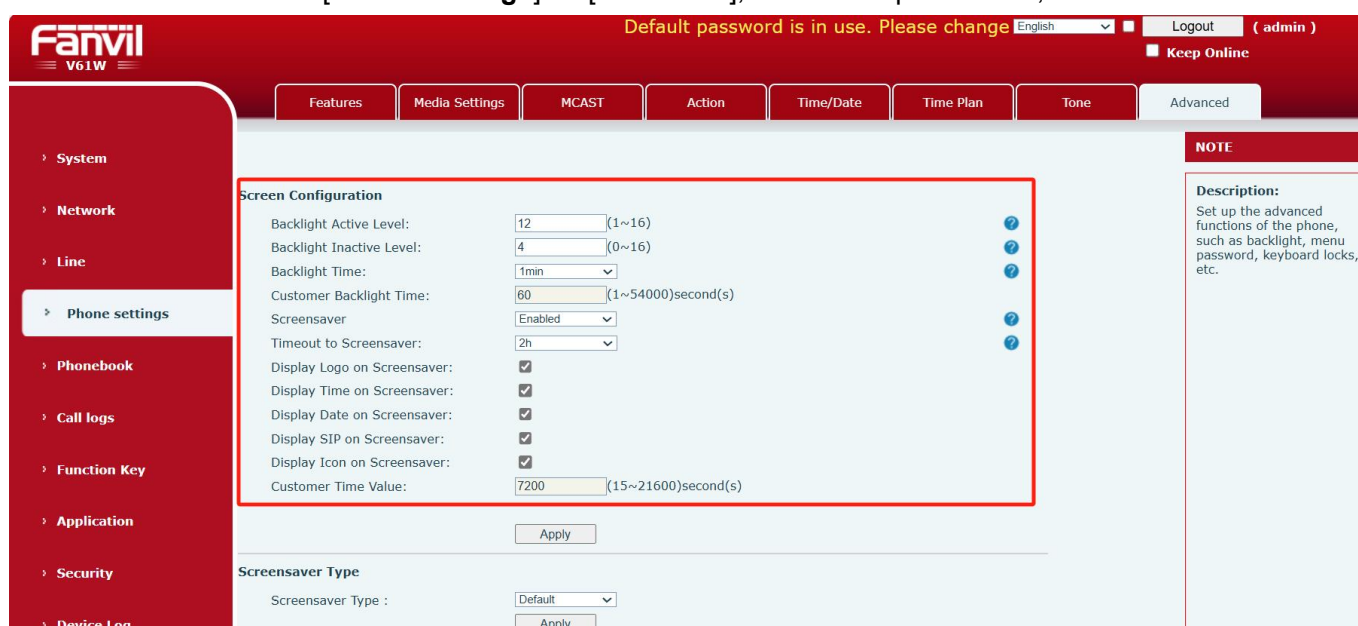 Default password is in use. Please change English Logout ( admin )
Fanvil
V61W
Keep Online
Features Media Settings MCAST Action Time/Date Time Plan Tone Advanced
› System
› Network
› Line
› Phone settings
› Phonebook
› Call logs
› Function Key
› Application
› Security
› Device Log
Screen Configuration
Backlight Active Level: 12 (1~16) ?
Backlight Inactive Level: 4 (0~16) ?
Backlight Time: 1min ?
Customer Backlight Time: 60 (1~54000)second(s)
Screensaver Enabled ?
Timeout to Screensaver: 2h ?
Display Logo on Screensaver:
Display Time on Screensaver:
Display Date on Screensaver:
Display SIP on Screensaver:
Display Icon on Screensaver:
Customer Time Value: 7200 (15~21600)second(s)
Apply
Screensaver Type
Screensaver Type : Default
Apply
NOTE
Description:
Set up the advanced
functions of the phone,
such as backlight, menu
password, keyboard locks,
etc.